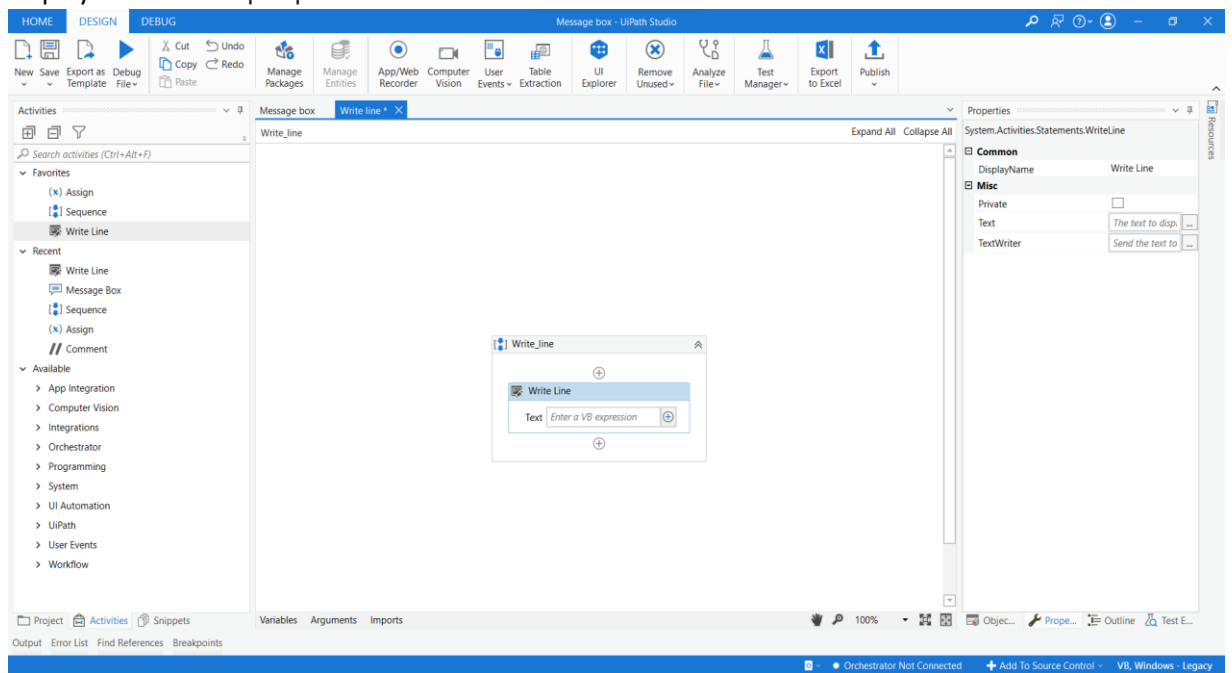 HOME DESIGN DEBUG Message box - UiPath Studio
New Save Export as Template Debug File Cut Copy Paste Undo Redo Manage Packages Manage Entities App/Web Recorder Computer Vision User Events Table Extraction UI Explorer Remove Unused Analyze File Test Manager Export to Excel Publish
Activities
Search activities (Ctrl+Alt+F)
Favorites
Assign
Sequence
Write Line
Recent
Write Line
Message Box
Sequence
Assign
Comment
Available
App Integration
Computer Vision
Integrations
Orchestrator
Programming
System
UI Automation
UiPath
User Events
Workflow
Project Activities Snippets
Message box Write line *
Write_line Expand All Collapse All
Write_line
Write Line
Text Enter a VB expression
Variables Arguments Imports 100%
Properties
System.Activities.Statements.WriteLine
Common
DisplayName Write Line
Misc
Private
Text The text to disp
TextWriter Send the text to
Objec... Prope... Outline Test E...
Resources
Output Error List Find References Breakpoints
Orchestrator Not Connected Add To Source Control VB, Windows - Legacy